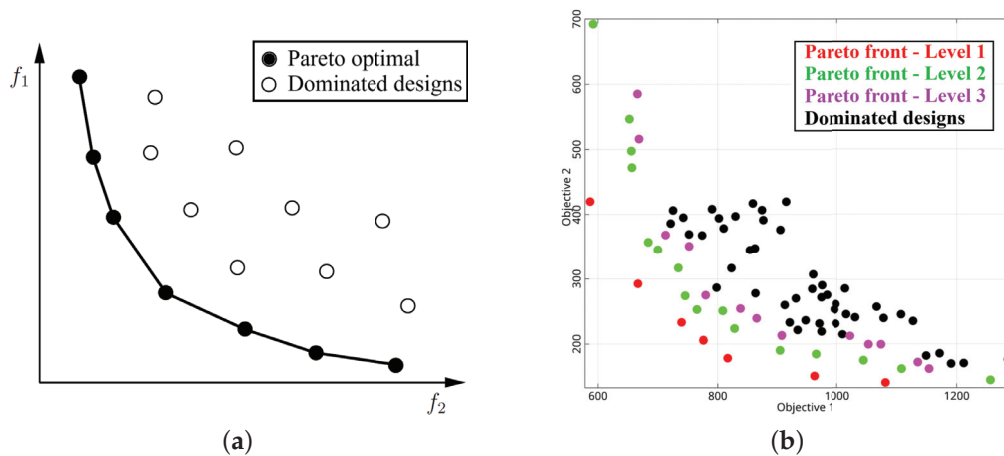 f₁
Pareto optimal
Dominated designs
f₂
(a)
700
600
500
400
300
200
Objective 2
Pareto front - Level 1
Pareto front - Level 2
Pareto front - Level 3
Dominated designs
600 800 1000 1200
Objective 1
(b)